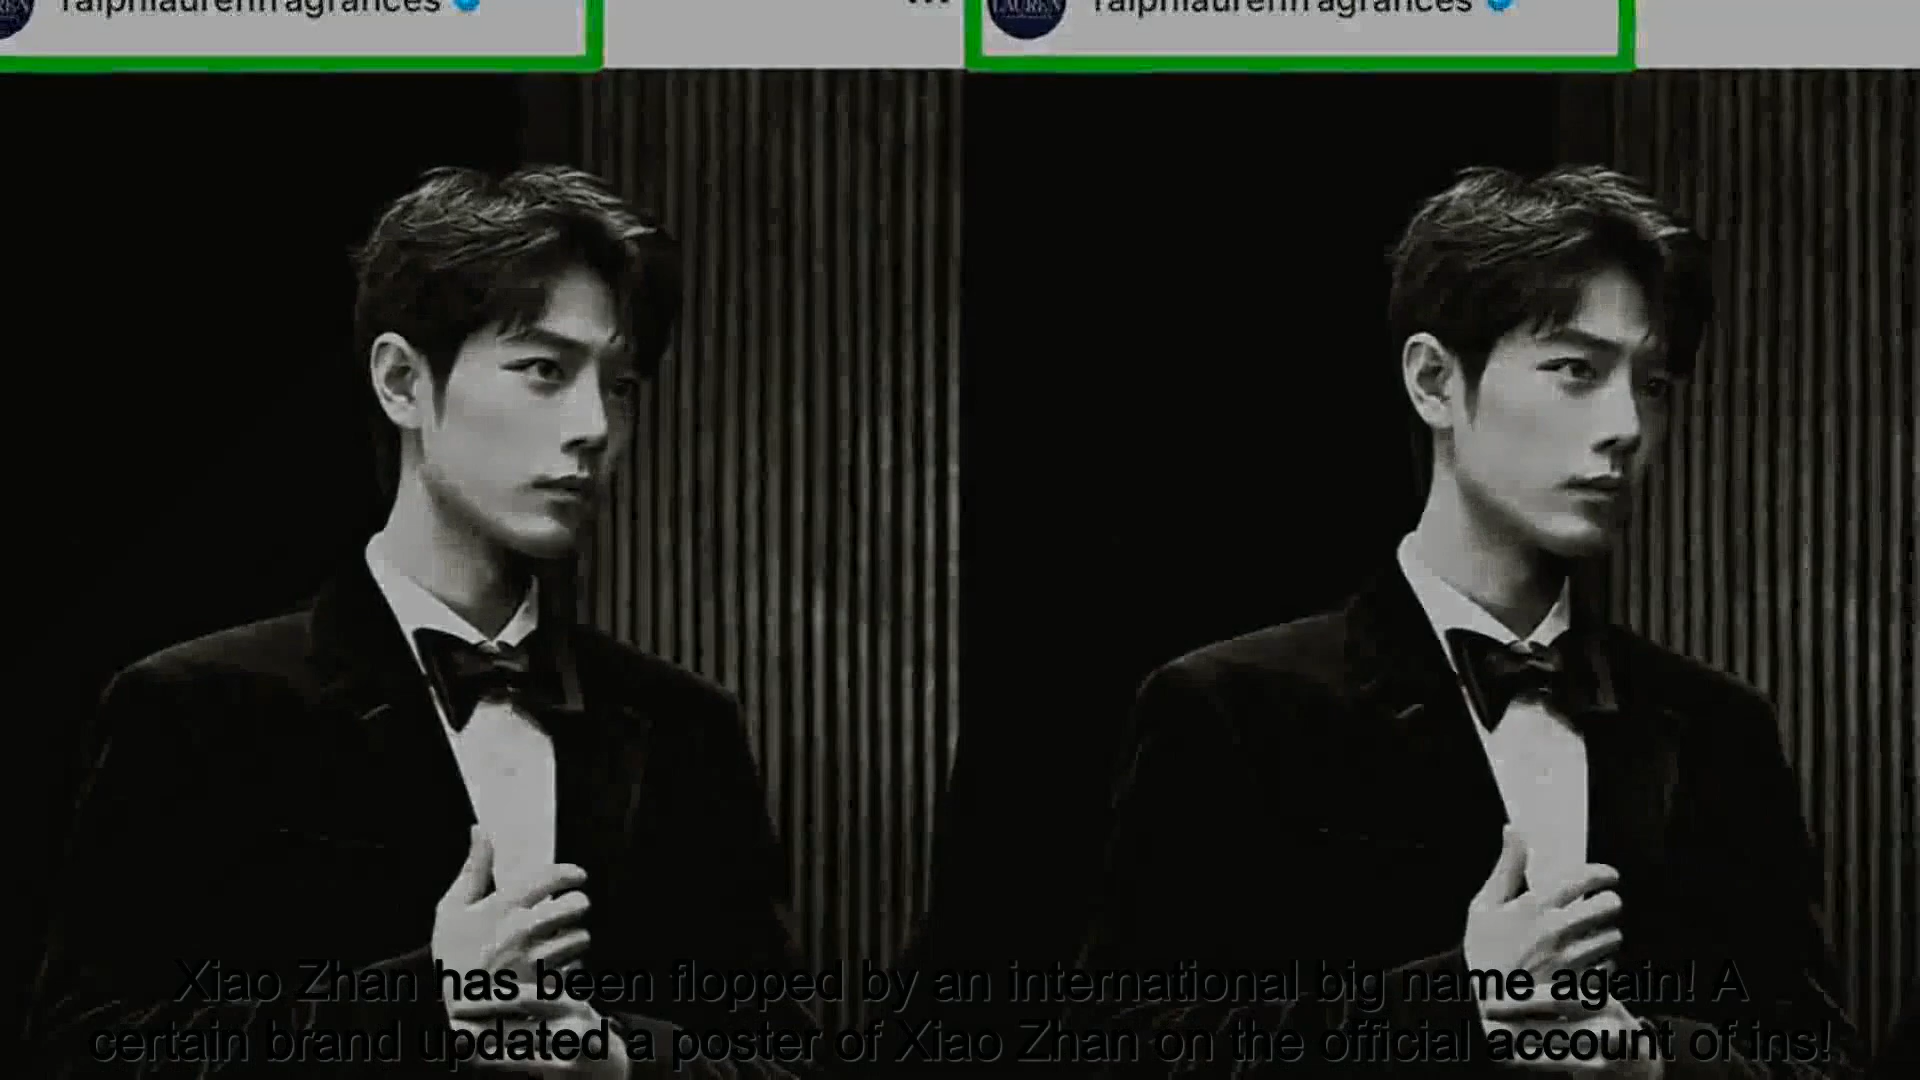 ralphlaurenfragrances
ralphlaurenfragrances
LAUREN
Xiao Zhan has been flopped by an international big name again! A
certain brand updated a poster of Xiao Zhan on the official account of ins!